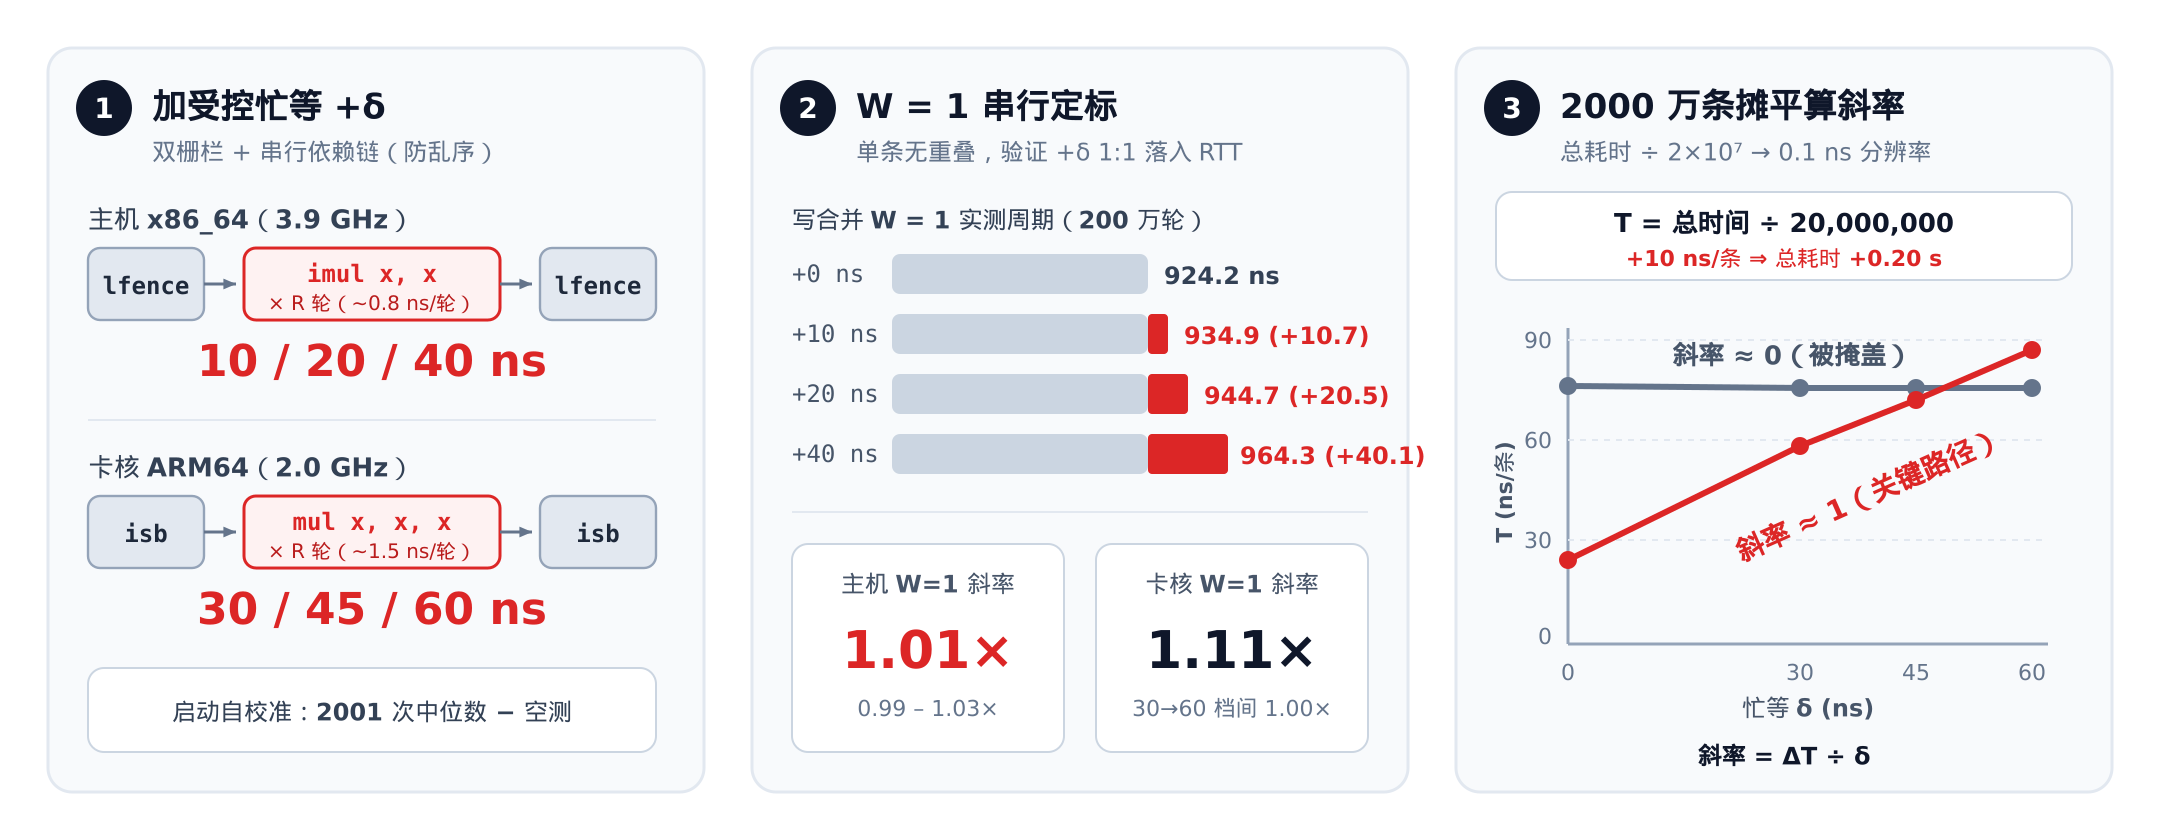 1
加受控忙等 +δ
双栅栏 + 串行依赖链（防乱序）
主机 x86_64（3.9 GHz）
lfence
imul x, x
× R 轮（~0.8 ns/轮）
lfence
10 / 20 / 40 ns
卡核 ARM64（2.0 GHz）
isb
mul x, x, x
× R 轮（~1.5 ns/轮）
isb
30 / 45 / 60 ns
启动自校准：2001 次中位数 − 空测
2
W = 1 串行定标
单条无重叠，验证 +δ 1:1 落入 RTT
写合并 W = 1 实测周期（200 万轮）
+0 ns 924.2 ns
+10 ns 934.9 (+10.7)
+20 ns 944.7 (+20.5)
+40 ns 964.3 (+40.1)
主机 W=1 斜率
1.01×
0.99 – 1.03×
卡核 W=1 斜率
1.11×
30→60 档间 1.00×
3
2000 万条摊平算斜率
总耗时 ÷ 2×10⁷ → 0.1 ns 分辨率
T = 总时间 ÷ 20,000,000
+10 ns/条 ⇒ 总耗时 +0.20 s
90
斜率 ≈ 0（被掩盖）
60
斜率 ≈ 1（关键路径）
T (ns/条)
30
0
0 30 45 60
忙等 δ (ns)
斜率 = ΔT ÷ δ